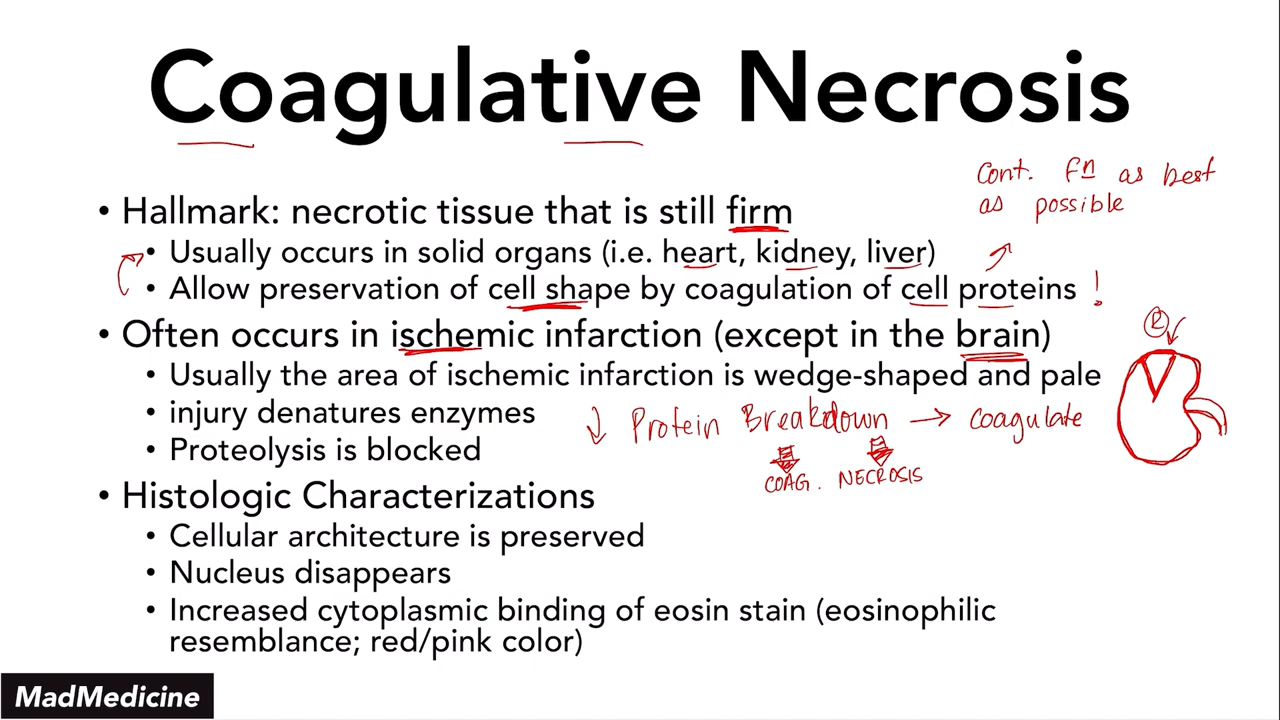 Coagulative Necrosis
Cont. Fn as best
as possible
• Hallmark: necrotic tissue that is still firm
• Usually occurs in solid organs (i.e. heart, kidney, liver)
• Allow preservation of cell shape by coagulation of cell proteins !
• Often occurs in ischemic infarction (except in the brain)
• Usually the area of ischemic infarction is wedge-shaped and pale
• injury denatures enzymes
↓ Protein Breakdown → coagulate
• Proteolysis is blocked
COAG. NECROSIS
• Histologic Characterizations
• Cellular architecture is preserved
• Nucleus disappears
• Increased cytoplasmic binding of eosin stain (eosinophilic
resemblance; red/pink color)
MadMedicine